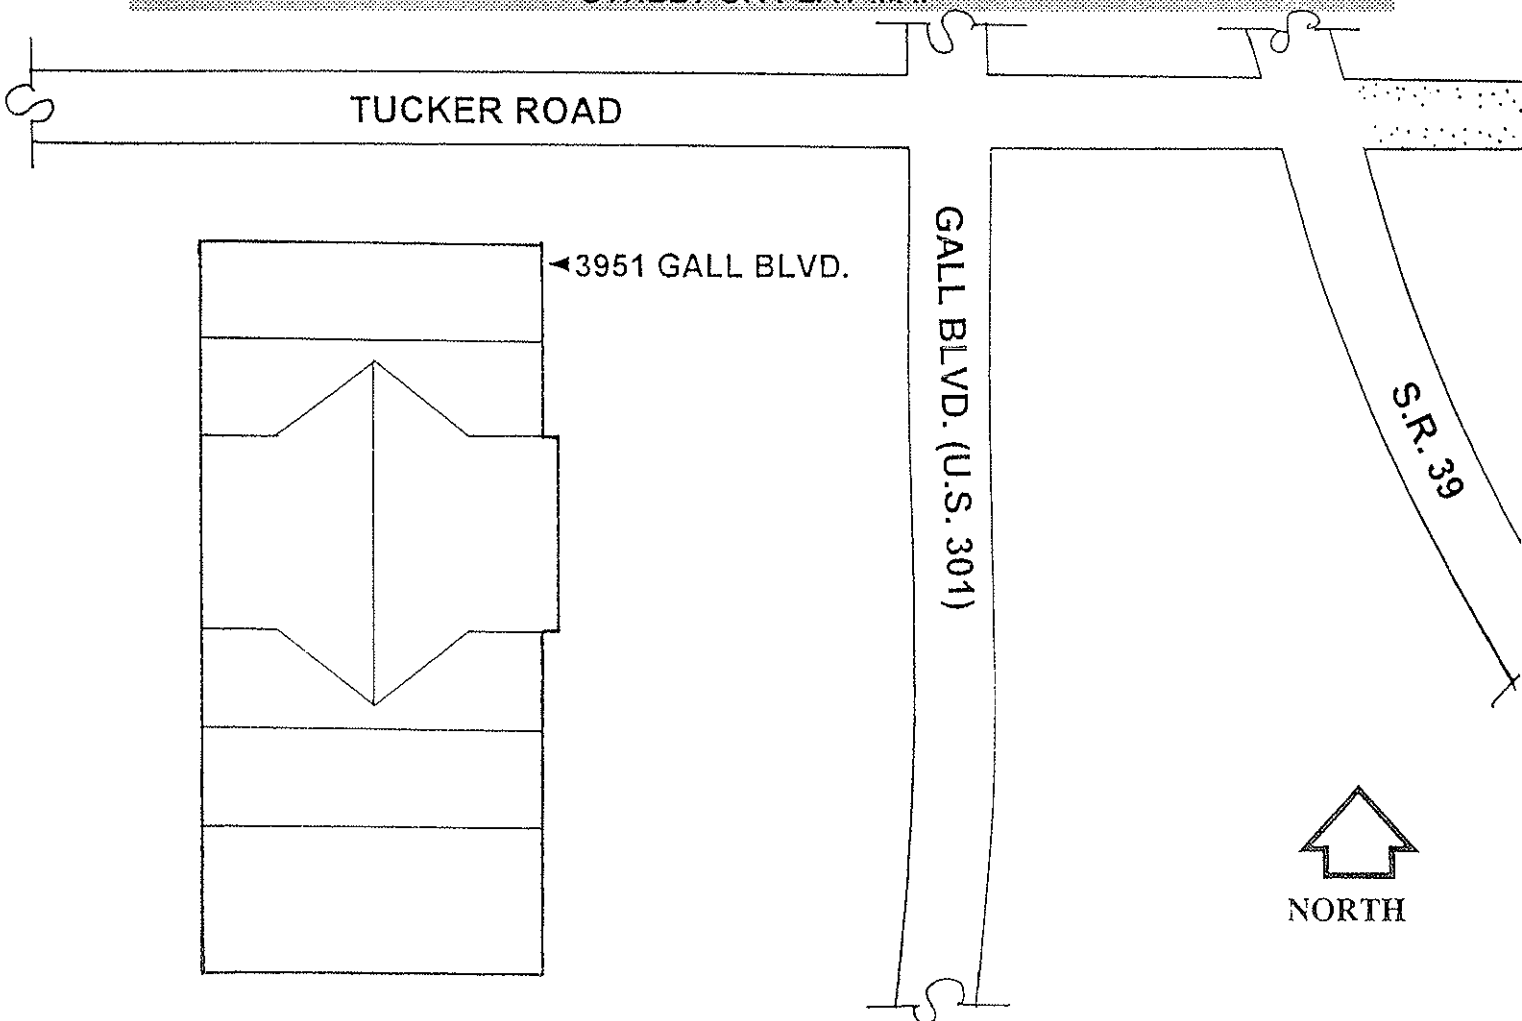 TUCKER ROAD
3951 GALL BLVD.
GALL BLVD. (U.S. 301)
S.R. 39
NORTH